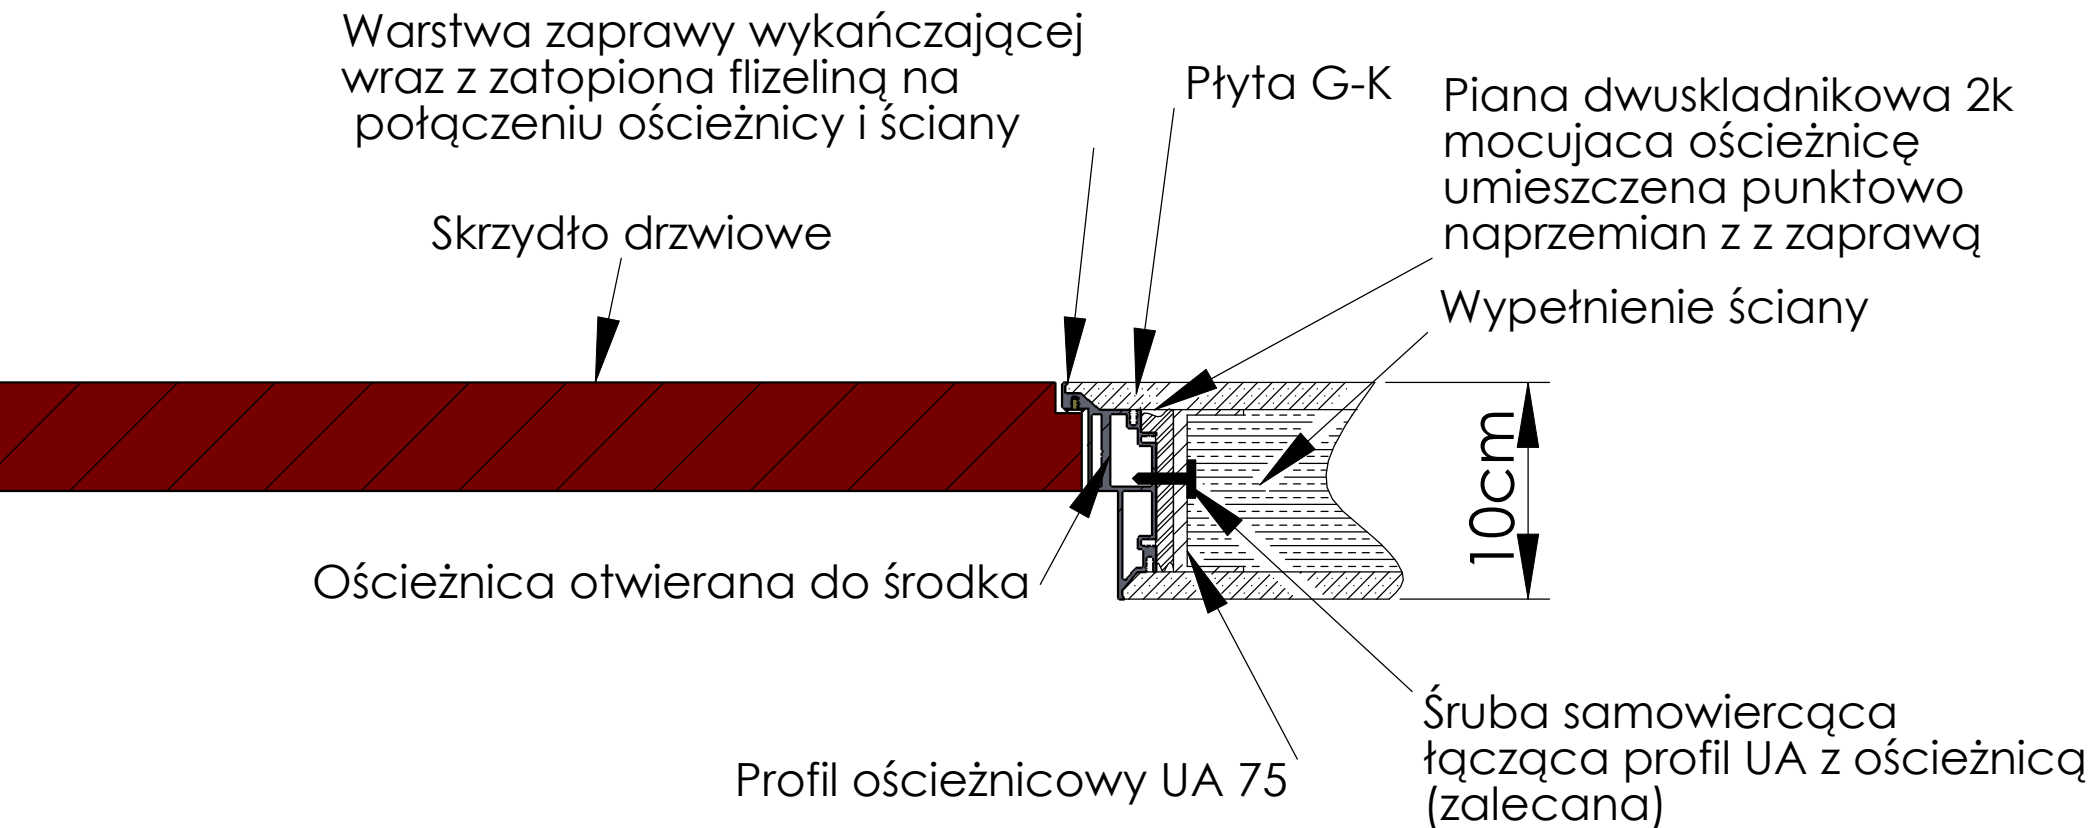 Warstwa zaprawy wykańczającej
wraz z zatopiona flizeliną na
połączeniu ościeżnicy i ściany
Płyta G-K
Piana dwuskladnikowa 2k
mocujaca ościeżnicę
umieszczena punktowo
naprzemian z z zaprawą
Skrzydło drzwiowe
Wypełnienie ściany
10cm
Ościeżnica otwierana do środka
Profil ościeżnicowy UA 75
Śruba samowiercąca
łącząca profil UA z ościeżnicą
(zalecana)